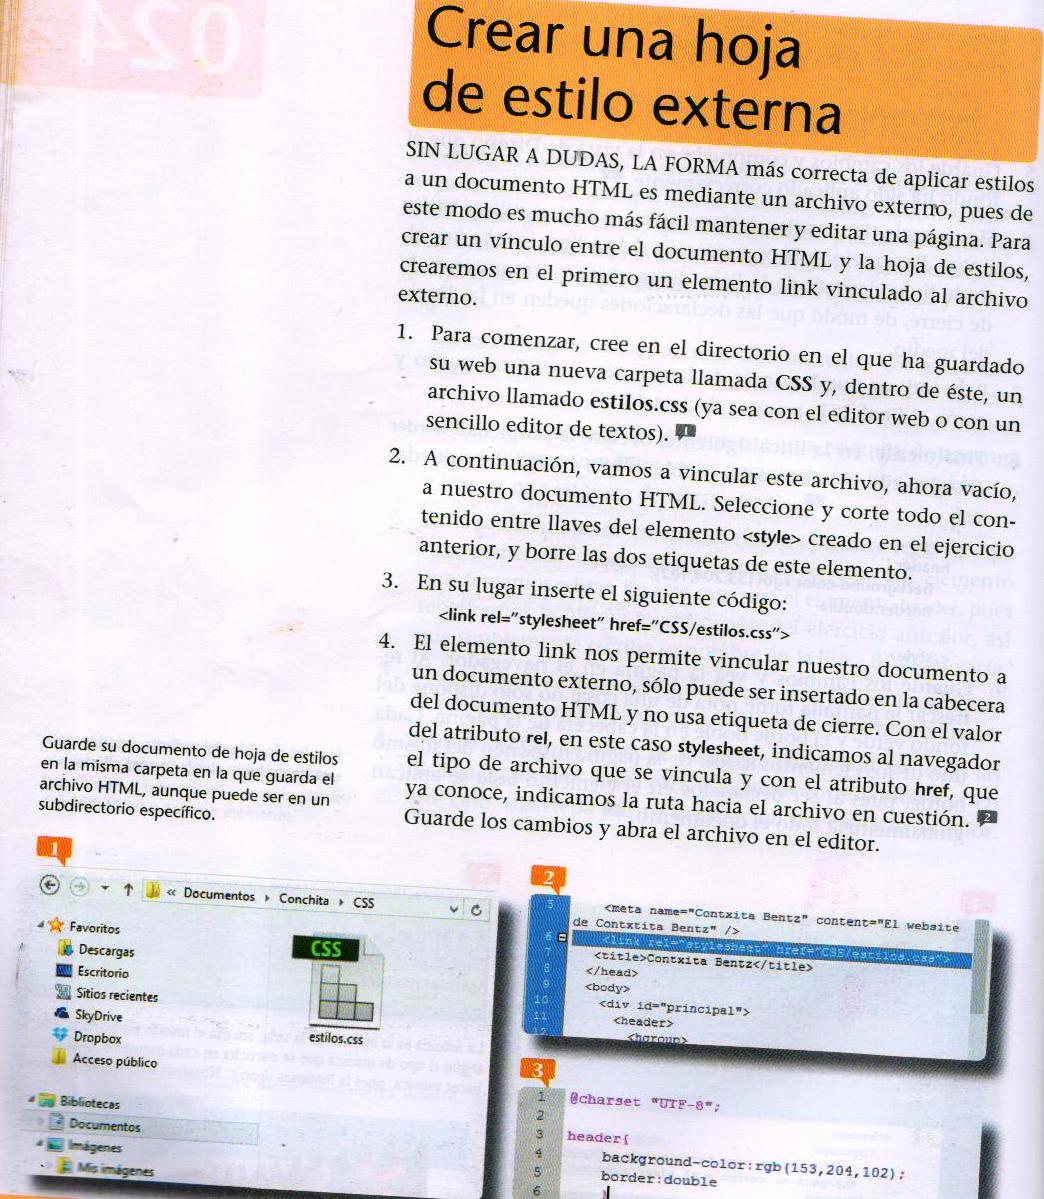 024
Crear una hoja
de estilo externa
SIN LUGAR A DUDAS, LA FORMA más correcta de aplicar estilos
a un documento HTML es mediante un archivo externo, pues de
este modo es mucho más fácil mantener y editar una página. Para
crear un vínculo entre el documento HTML y la hoja de estilos,
crearemos en el primero un elemento link vinculado al archivo
externo.
1. Para comenzar, cree en el directorio en el que ha guardado
su web una nueva carpeta llamada CSS y, dentro de éste, un
archivo llamado estilos.css (ya sea con el editor web o con un
sencillo editor de textos). 1
2. A continuación, vamos a vincular este archivo, ahora vacío,
a nuestro documento HTML. Seleccione y corte todo el con-
tenido entre llaves del elemento <style> creado en el ejercicio
anterior, y borre las dos etiquetas de este elemento.
3. En su lugar inserte el siguiente código:
<link rel="stylesheet" href="CSS/estilos.css">
4. El elemento link nos permite vincular nuestro documento a
un documento externo, sólo puede ser insertado en la cabecera
del documento HTML y no usa etiqueta de cierre. Con el valor
del atributo rel, en este caso stylesheet, indicamos al navegador
el tipo de archivo que se vincula y con el atributo href, que
ya conoce, indicamos la ruta hacia el archivo en cuestión. 2
Guarde los cambios y abra el archivo en el editor.
Guarde su documento de hoja de estilos
en la misma carpeta en la que guarda el
archivo HTML, aunque puede ser en un
subdirectorio específico.
1
« Documentos Conchita CSS
Favoritos
Descargas
Escritorio
Sitios recientes
SkyDrive
Dropbox
Acceso público
Bibliotecas
Documentos
Imágenes
Mis imágenes
CSS
estilos.css
2
5 <meta name="Contxita Bentz" content="El website
de Contxtita Bentz" />
6 <link rel="stylesheet" href="CSS/estilos.css">
7 <title>Contxita Bentz</title>
8 </head>
9 <body>
10 <div id="principal">
11 <header>
12 <hgroup>
3
1 @charset "UTF-8";
2
3 header{
4 background-color:rgb(153,204,102);
5 border:double
6 }